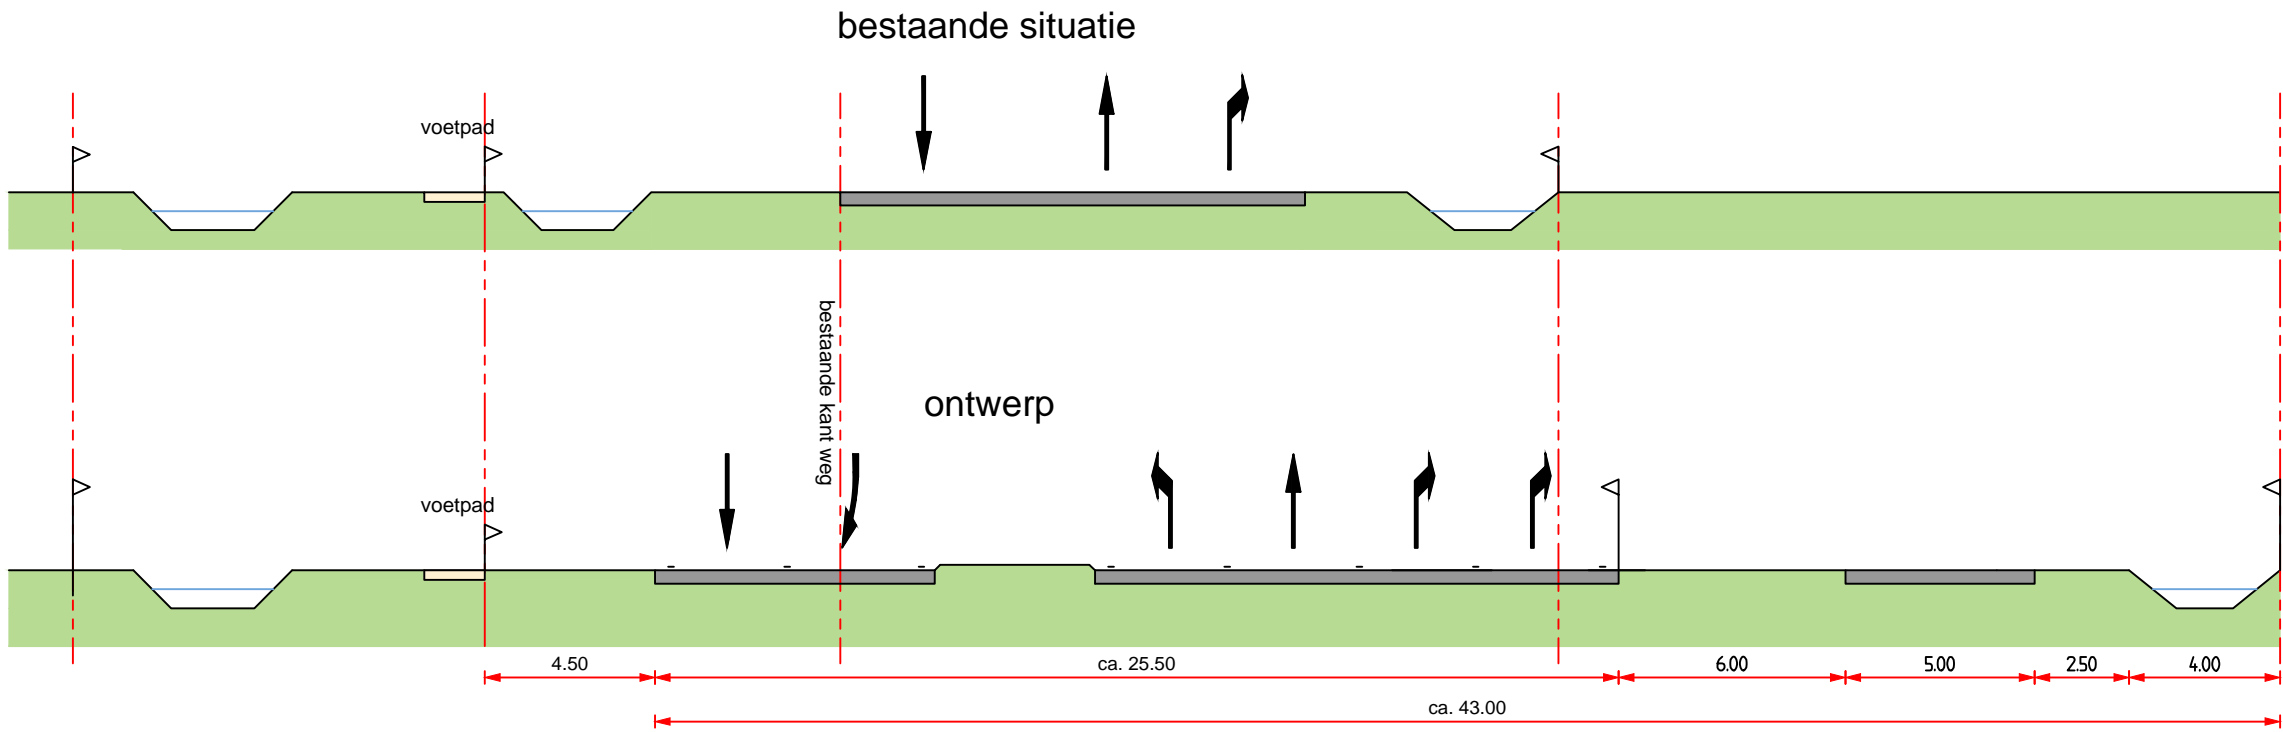 bestaande situatie
voetpad
bestaande kant weg
ontwerp
voetpad
4.50
ca. 25.50
6.00
5.00
2.50
4.00
ca. 43.00